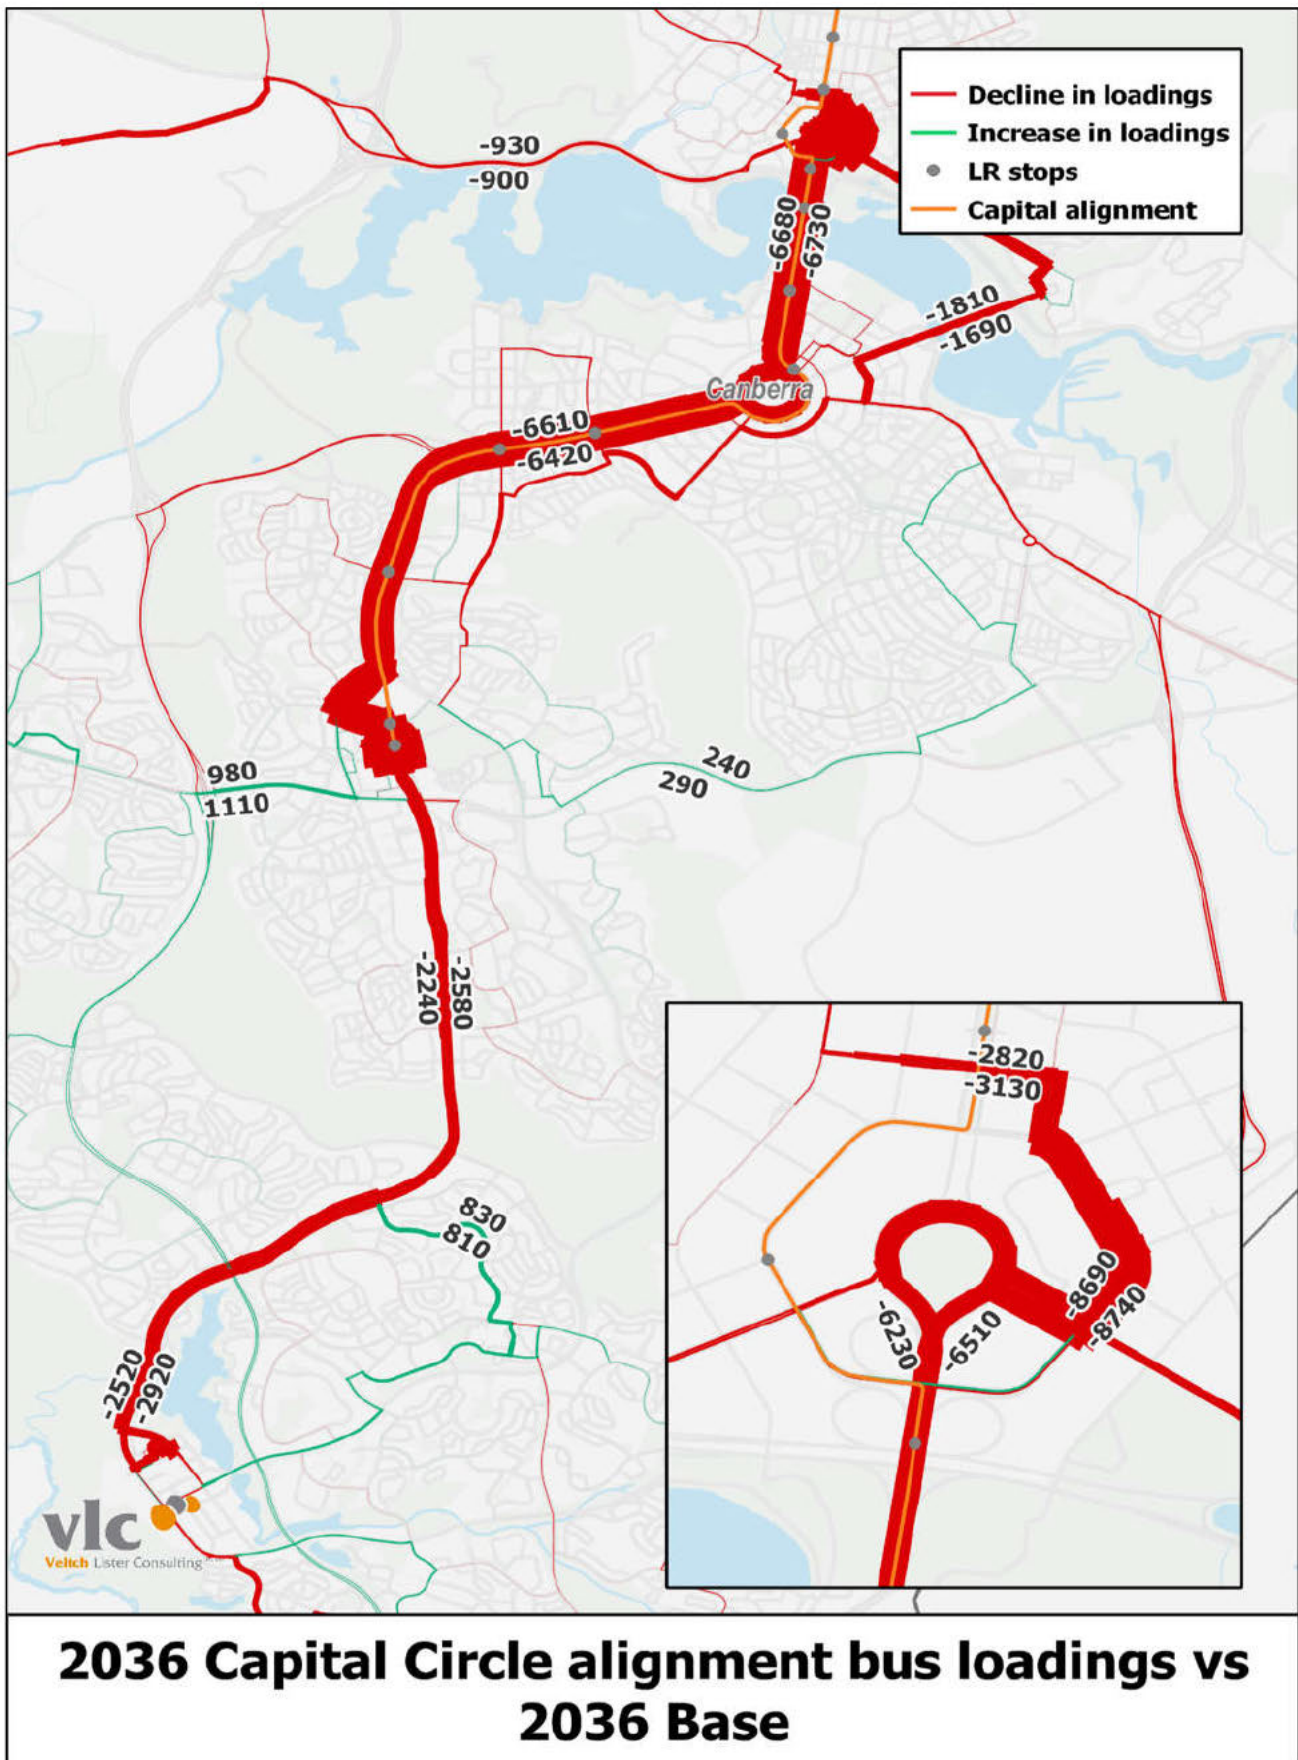 Decline in loadings
Increase in loadings
LR stops
Capital alignment
-930
-900
-6680
-6730
-1810
-1690
Canberra
-6610
-6420
980
1110
240
290
-2240
-2580
830
810
-2520
-2920
-2820
-3130
-8690
-8740
-6230
-6510
vlc
Veitch Lister Consulting
2036 Capital Circle alignment bus loadings vs
2036 Base